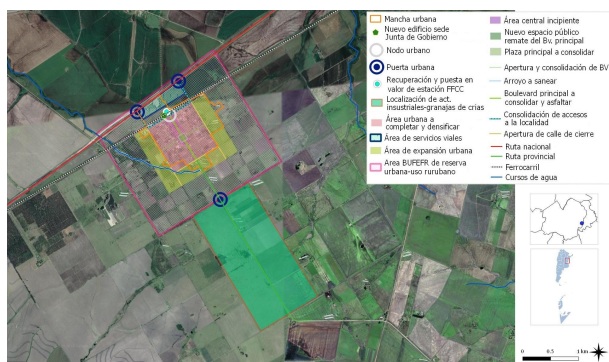 Mancha urbana
Nuevo edificio sede
Junta de Gobierno
Nodo urbano
Puerta urbana
Recuperación y puesta en
valor de estación FFCC
Localización de act.
insustriales-granajas de crias
Área urbana a
completar y densificar
Área de servicios viales
Área de expansión urbana
Área BUFEFR de reserva
urbana-uso rurubano
Área central incipiente
Nuevo espacio público
remate del Bv. principal
Plaza principal a consolidar
Apertura y consolidación de BV
Arroyo a sanear
Boulevard principal a
consolidar y asfaltar
Consolidación de accesos
a la localidad
Apertura de calle de cierre
Ruta nacional
Ruta provincial
Ferrocarril
Cursos de agua
0 0.5 1 km